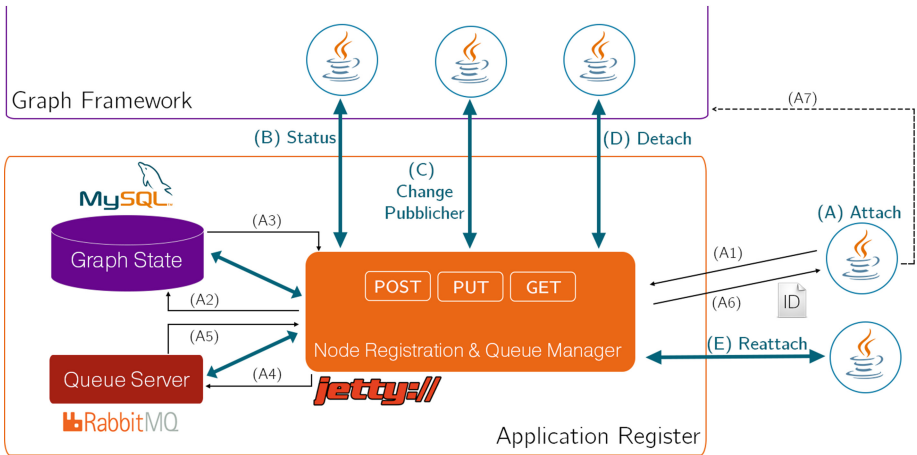 Graph Framework
(A7)
(B) Status
(C)
Change
Pubblicher
(D) Detach
MySQL™
(A3)
Graph State
(A) Attach
(A1)
POST
PUT
GET
(A2)
(A6)
ID
(A5)
Node Registration & Queue Manager
(E) Reattach
Queue Server
(A4)
jetty://
RabbitMQ
Application Register